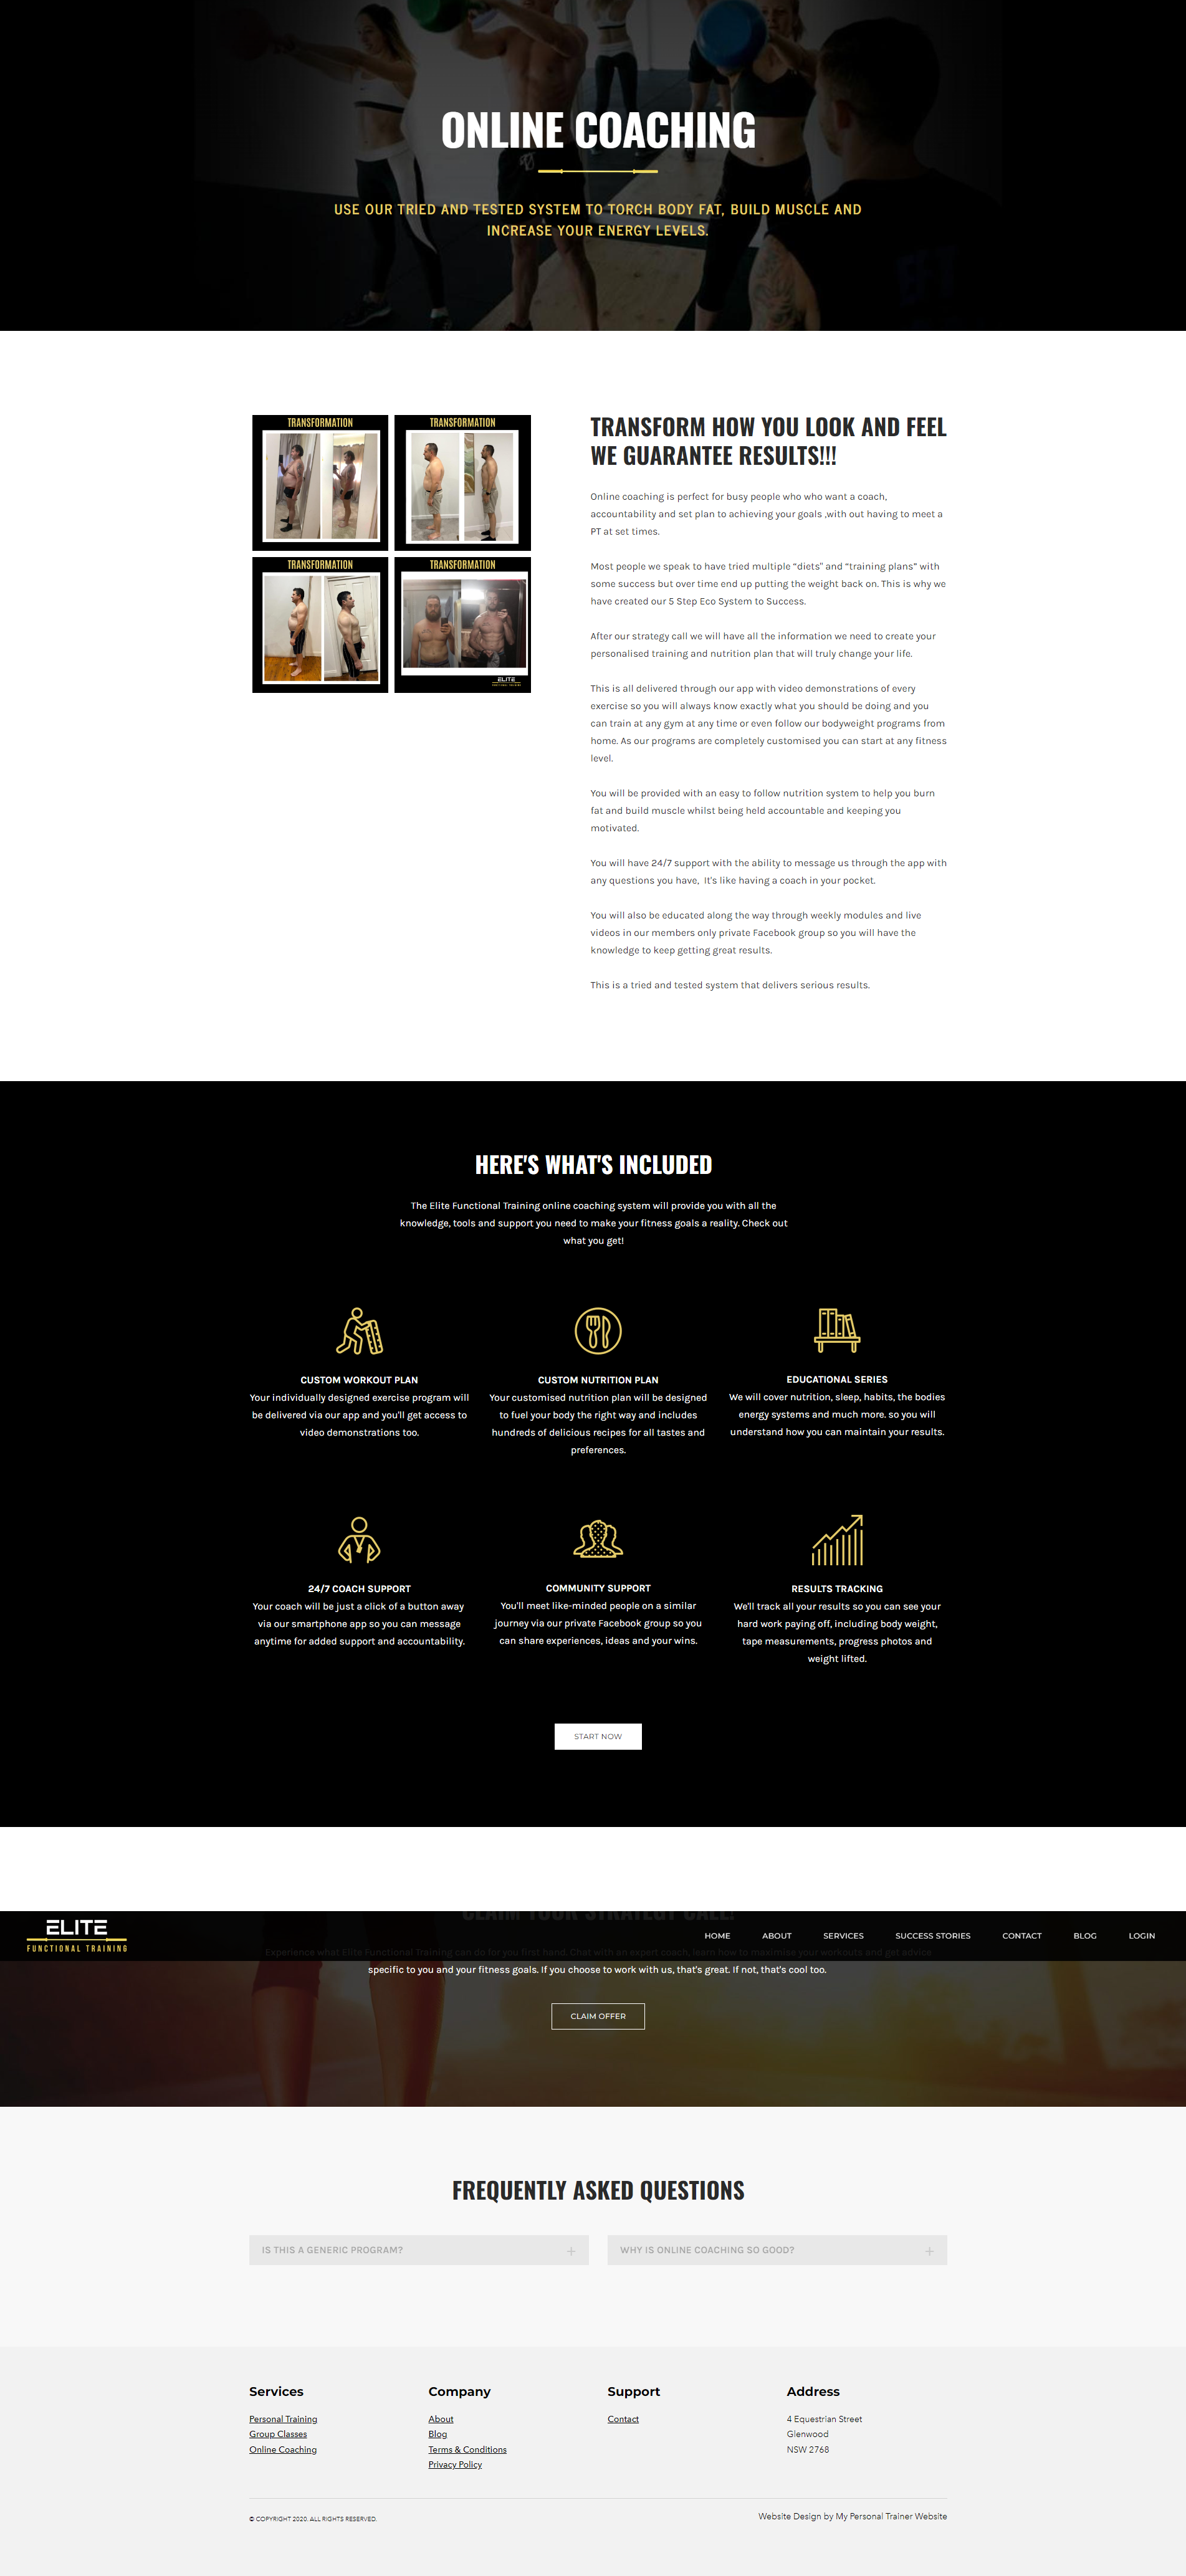 ONLINE COACHING
USE OUR TRIED AND TESTED SYSTEM TO TORCH BODY FAT, BUILD MUSCLE AND
INCREASE YOUR ENERGY LEVELS.
TRANSFORMATION
TRANSFORMATION
TRANSFORMATION
TRANSFORMATION
ELITE
FUNCTIONAL TRAINING
TRANSFORM HOW YOU LOOK AND FEEL
WE GUARANTEE RESULTS!!!
Online coaching is perfect for busy people who who want a coach,
accountability and set plan to achieving your goals ,with out having to meet a
PT at set times.
Most people we speak to have tried multiple “diets" and “training plans” with
some success but over time end up putting the weight back on. This is why we
have created our 5 Step Eco System to Success.
After our strategy call we will have all the information we need to create your
personalised training and nutrition plan that will truly change your life.
This is all delivered through our app with video demonstrations of every
exercise so you will always know exactly what you should be doing and you
can train at any gym at any time or even follow our bodyweight programs from
home. As our programs are completely customised you can start at any fitness
level.
You will be provided with an easy to follow nutrition system to help you burn
fat and build muscle whilst being held accountable and keeping you
motivated.
You will have 24/7 support with the ability to message us through the app with
any questions you have,  It's like having a coach in your pocket.
You will also be educated along the way through weekly modules and live
videos in our members only private Facebook group so you will have the
knowledge to keep getting great results.
This is a tried and tested system that delivers serious results.
HERE'S WHAT'S INCLUDED
The Elite Functional Training online coaching system will provide you with all the
knowledge, tools and support you need to make your fitness goals a reality. Check out
what you get!
CUSTOM WORKOUT PLAN
Your individually designed exercise program will
be delivered via our app and you'll get access to
video demonstrations too.
CUSTOM NUTRITION PLAN
Your customised nutrition plan will be designed
to fuel your body the right way and includes
hundreds of delicious recipes for all tastes and
preferences.
EDUCATIONAL SERIES
We will cover nutrition, sleep, habits, the bodies
energy systems and much more. so you will
understand how you can maintain your results.
24/7 COACH SUPPORT
Your coach will be just a click of a button away
via our smartphone app so you can message
anytime for added support and accountability.
COMMUNITY SUPPORT
You'll meet like-minded people on a similar
journey via our private Facebook group so you
can share experiences, ideas and your wins.
RESULTS TRACKING
We'll track all your results so you can see your
hard work paying off, including body weight,
tape measurements, progress photos and
weight lifted.
START NOW
ELITE
FUNCTIONAL TRAINING
HOME
ABOUT
SERVICES
SUCCESS STORIES
CONTACT
BLOG
LOGIN
CLAIM YOUR STRATEGY CALL!
Experience what Elite Functional Training can do for you first hand. Chat with an expert coach, learn how to maximise your workouts and get advice
specific to you and your fitness goals. If you choose to work with us, that's great. If not, that's cool too.
CLAIM OFFER
FREQUENTLY ASKED QUESTIONS
IS THIS A GENERIC PROGRAM?
WHY IS ONLINE COACHING SO GOOD?
Services
Personal Training
Group Classes
Online Coaching
Company
About
Blog
Terms & Conditions
Privacy Policy
Support
Contact
Address
4 Equestrian Street
Glenwood
NSW 2768
© COPYRIGHT 2020. ALL RIGHTS RESERVED.
Website Design by My Personal Trainer Website